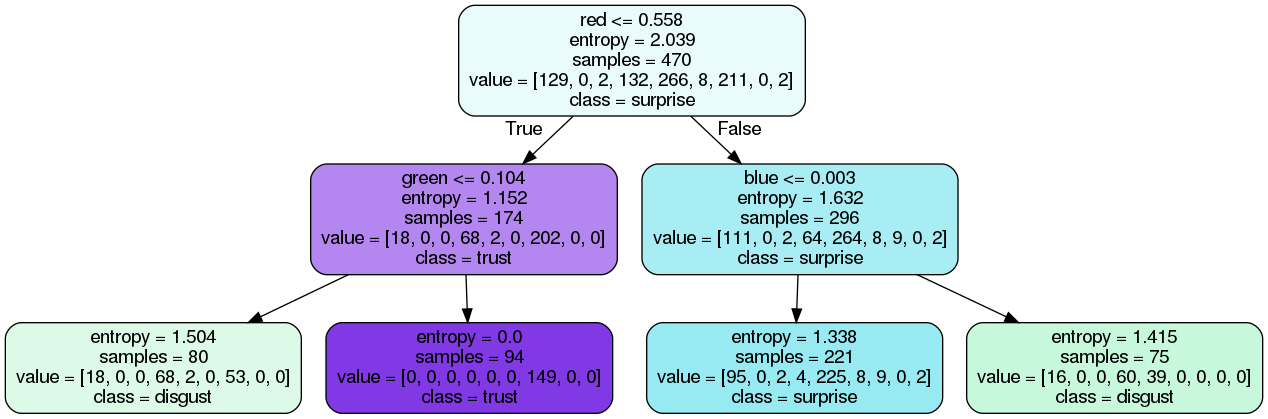 red <= 0.558
entropy = 2.039
samples = 470
value = [129, 0, 2, 132, 266, 8, 211, 0, 2]
class = surprise
True
False
green <= 0.104
entropy = 1.152
samples = 174
value = [18, 0, 0, 68, 2, 0, 202, 0, 0]
class = trust
blue <= 0.003
entropy = 1.632
samples = 296
value = [111, 0, 2, 64, 264, 8, 9, 0, 2]
class = surprise
entropy = 1.504
samples = 80
value = [18, 0, 0, 68, 2, 0, 53, 0, 0]
class = disgust
entropy = 0.0
samples = 94
value = [0, 0, 0, 0, 0, 0, 149, 0, 0]
class = trust
entropy = 1.338
samples = 221
value = [95, 0, 2, 4, 225, 8, 9, 0, 2]
class = surprise
entropy = 1.415
samples = 75
value = [16, 0, 0, 60, 39, 0, 0, 0, 0]
class = disgust